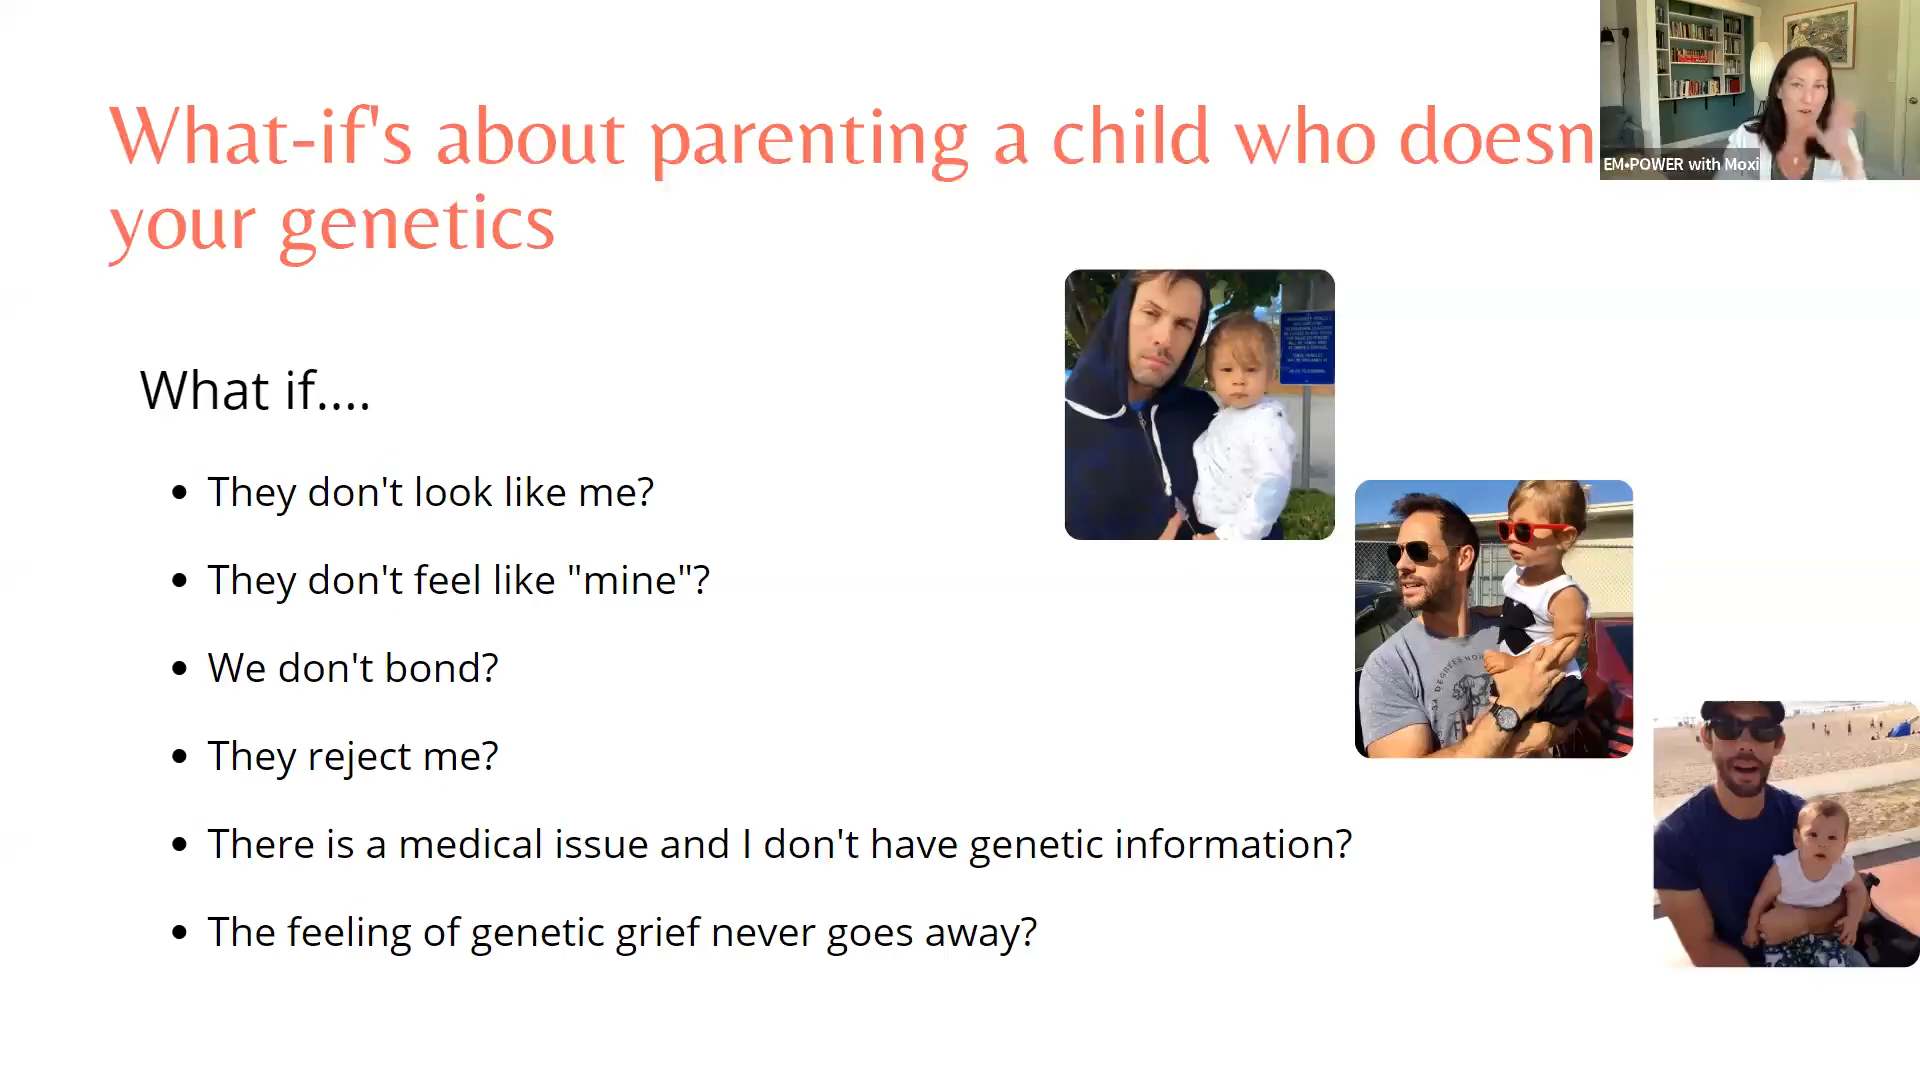 What-if's about parenting a child who doesn
your genetics
EM•POWER with Moxi
What if....
• They don't look like me?
• They don't feel like "mine"?
• We don't bond?
• They reject me?
• There is a medical issue and I don't have genetic information?
• The feeling of genetic grief never goes away?